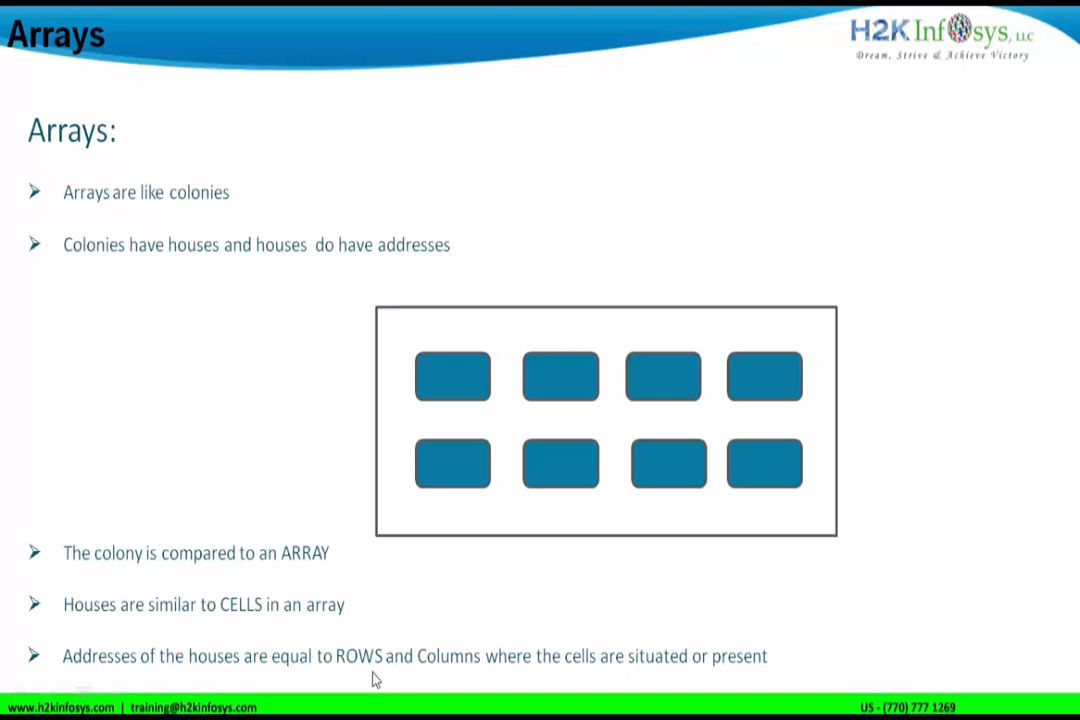 Arrays
H2K Infosys, LLC
Dream, Strive & Achieve Victory
Arrays:
Arrays are like colonies
Colonies have houses and houses do have addresses
The colony is compared to an ARRAY
Houses are similar to CELLS in an array
Addresses of the houses are equal to ROWS and Columns where the cells are situated or present
www.h2kinfosys.com | training@h2kinfosys.com
US - (770) 777 1269